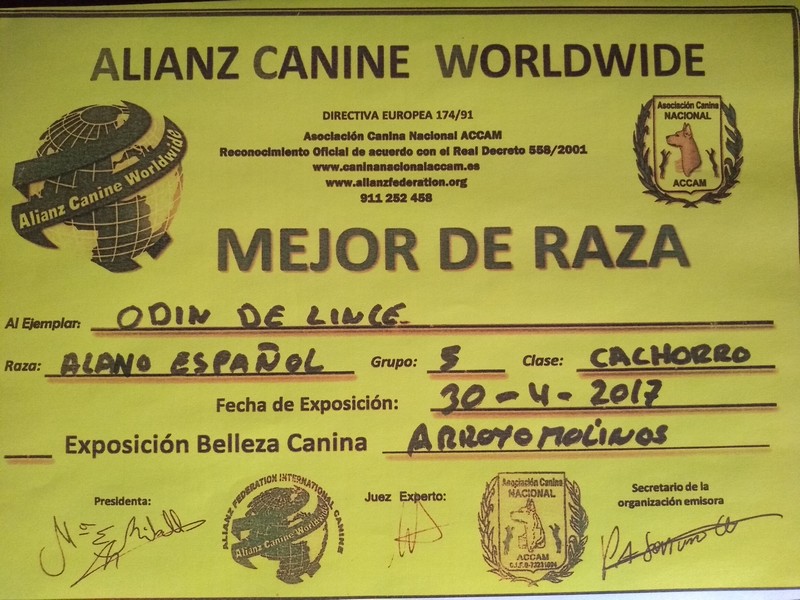 ALIANZ CANINE WORLDWIDE
DIRECTIVA EUROPEA 174/91
Asociación Canina Nacional ACCAM
Reconocimiento Oficial de acuerdo con el Real Decreto 558/2001
www.caninanacionalaccam.es
www.alianzfederation.org
911 252 458
Alianz Canine Worldwide
Asociación Canina
NACIONAL
ACCAM
MEJOR DE RAZA
Al Ejemplar: ODIN DE LINCE
Raza: ALANO ESPAÑOL Grupo: 5 Clase: CACHORRO
Fecha de Exposición: 30-4-2017
Exposición Belleza Canina ARROYOMOLINOS
Presidenta:
ALIANZ FEDERATION INTERNATIONAL CANINE
Alianz Canine Worldwide
Juez Experto:
Asociación Canina
NACIONAL
ACCAM
Secretario de la
organización emisora